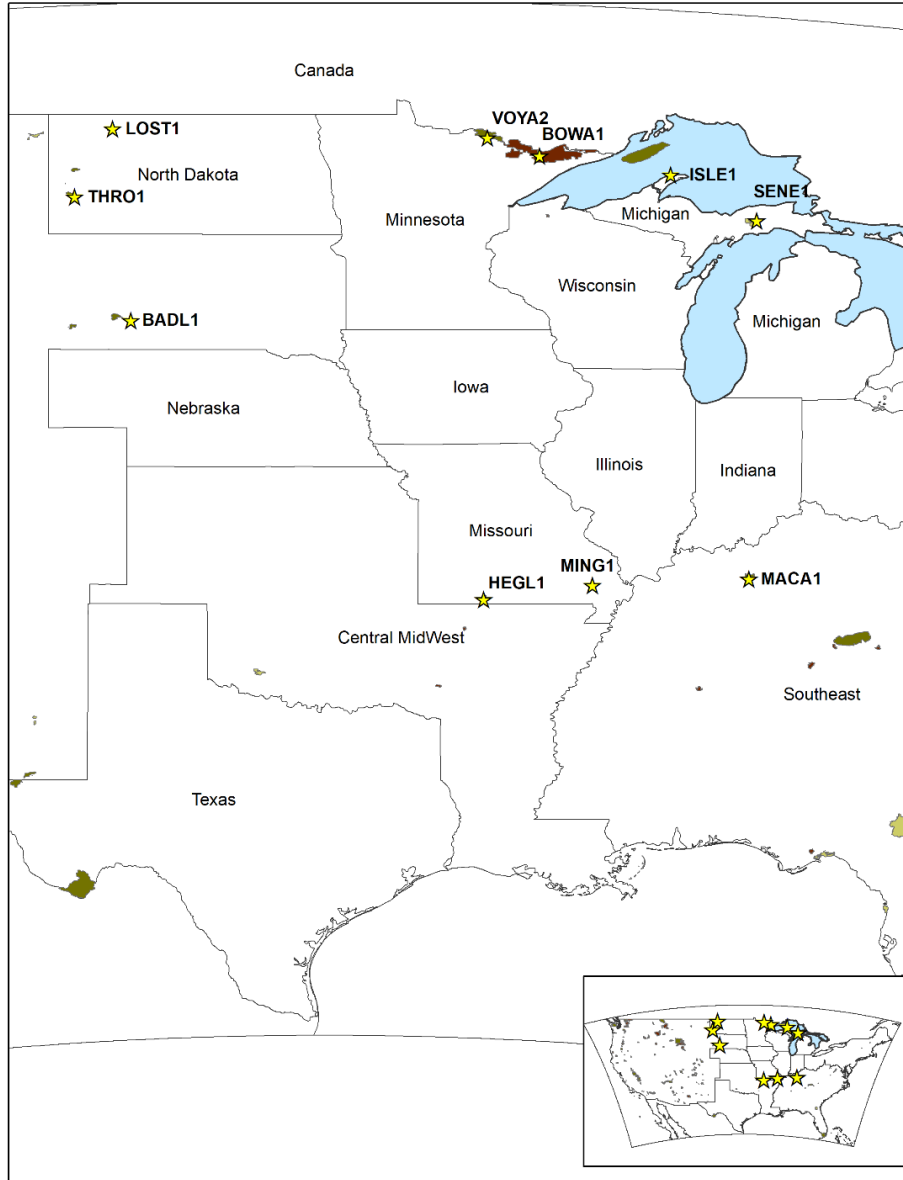 Canada
VOYA2
LOST1
BOWA1
North Dakota
ISLE1
THRO1
SENE1
Michigan
Minnesota
Wisconsin
BADL1
Michigan
Iowa
Nebraska
Illinois
Indiana
Missouri
MING1
MACA1
HEGL1
Central MidWest
Southeast
Texas